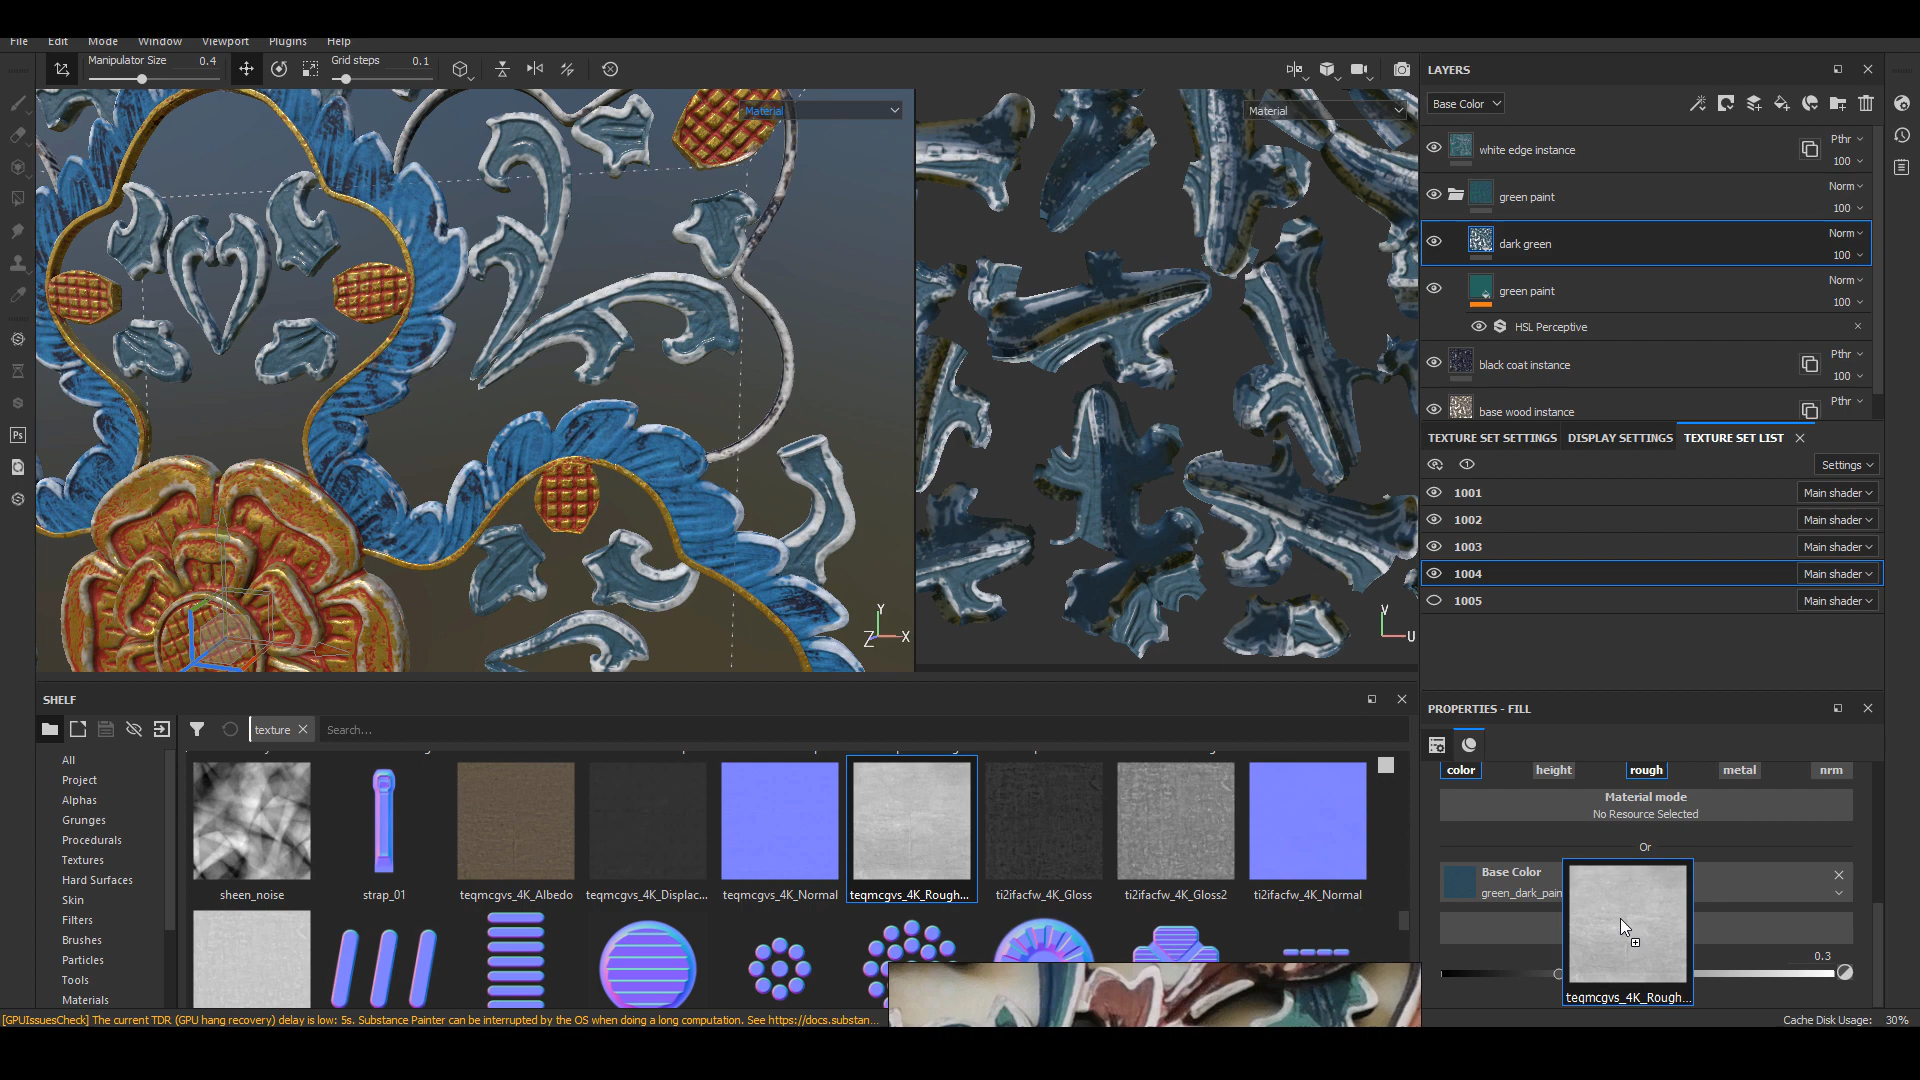 File Edit Mode Window Viewport Plugins Help
Manipulator Size 0.4
Grid steps 0.1
Material
Material
Y
Z X
V
U
LAYERS
Base Color
white edge instance Pthr 100
green paint Norm 100
dark green Norm 100
green paint Norm 100
HSL Perceptive
black coat instance Pthr 100
base wood instance Pthr
TEXTURE SET SETTINGS DISPLAY SETTINGS TEXTURE SET LIST
Settings
1001 Main shader
1002 Main shader
1003 Main shader
1004 Main shader
1005 Main shader
SHELF
texture Search...
All
Project
Alphas
Grunges
Procedurals
Textures
Hard Surfaces
Skin
Filters
Brushes
Particles
Tools
Materials
sheen_noise strap_01 teqmcgvs_4K_Albedo teqmcgvs_4K_Displac... teqmcgvs_4K_Normal teqmcgvs_4K_Rough... ti2ifacfw_4K_Gloss ti2ifacfw_4K_Gloss2 ti2ifacfw_4K_Normal
PROPERTIES - FILL
color height rough metal nrm
Material mode
No Resource Selected
Or
Base Color
green_dark_pain
0.3
teqmcgvs_4K_Rough...
Ps
[GPUIssuesCheck] The current TDR (GPU hang recovery) delay is low: 5s. Substance Painter can be interrupted by the OS when doing a long computation. See https://docs.substan...
Cache Disk Usage: 30%